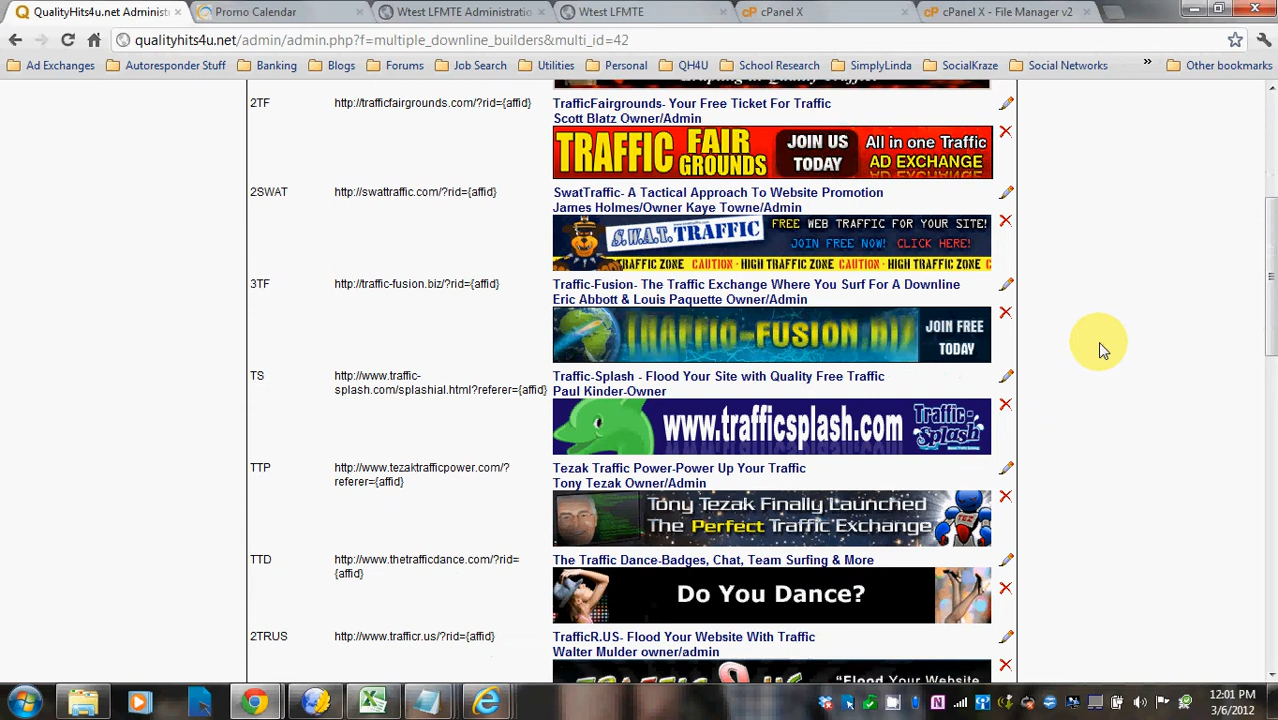 QualityHits4u.net Administ
Promo Calendar
Wtest LFMTE Administratio
Wtest LFMTE
cPanel X
cPanel X - File Manager v2
qualityhits4u.net/admin/admin.php?f=multiple_downline_builders&multi_id=42
Ad Exchanges
Autoresponder Stuff
Banking
Blogs
Forums
Job Search
Utilities
Personal
QH4U
School Research
SimplyLinda
SocialKraze
Social Networks
»
Other bookmarks
2TF
http://trafficfairgrounds.com/?rid={affid}
TrafficFairgrounds- Your Free Ticket For Traffic
Scott Blatz Owner/Admin
TRAFFIC FAIR GROUNDS
JOIN US TODAY
All in one Traffic
AD EXCHANGE
2SWAT
http://swattraffic.com/?rid={affid}
SwatTraffic- A Tactical Approach To Website Promotion
James Holmes/Owner Kaye Towne/Admin
S.W.A.T. TRAFFIC
FREE WEB TRAFFIC FOR YOUR SITE!
JOIN FREE NOW! CLICK HERE!
TRAFFIC ZONE CAUTION · HIGH TRAFFIC ZONE CAUTION · HIGH TRAFFIC ZONE
3TF
http://traffic-fusion.biz/?rid={affid}
Traffic-Fusion- The Traffic Exchange Where You Surf For A Downline
Eric Abbott & Louis Paquette Owner/Admin
TRAFFIC-FUSION.BIZ
JOIN FREE
TODAY
TS
http://www.traffic-
splash.com/splashial.html?referer={affid}
Traffic-Splash - Flood Your Site with Quality Free Traffic
Paul Kinder-Owner
www.trafficsplash.com
Traffic-
Splash
TTP
http://www.tezaktrafficpower.com/?
referer={affid}
Tezak Traffic Power-Power Up Your Traffic
Tony Tezak Owner/Admin
Tony Tezak Finally Launched
The Perfect Traffic Exchange
TEZ
TTD
http://www.thetrafficdance.com/?rid=
{affid}
The Traffic Dance-Badges, Chat, Team Surfing & More
Do You Dance?
2TRUS
http://www.trafficr.us/?rid={affid}
TrafficR.US- Flood Your Website With Traffic
Walter Mulder owner/admin
"Flood Your Website
12:01 PM
3/6/2012